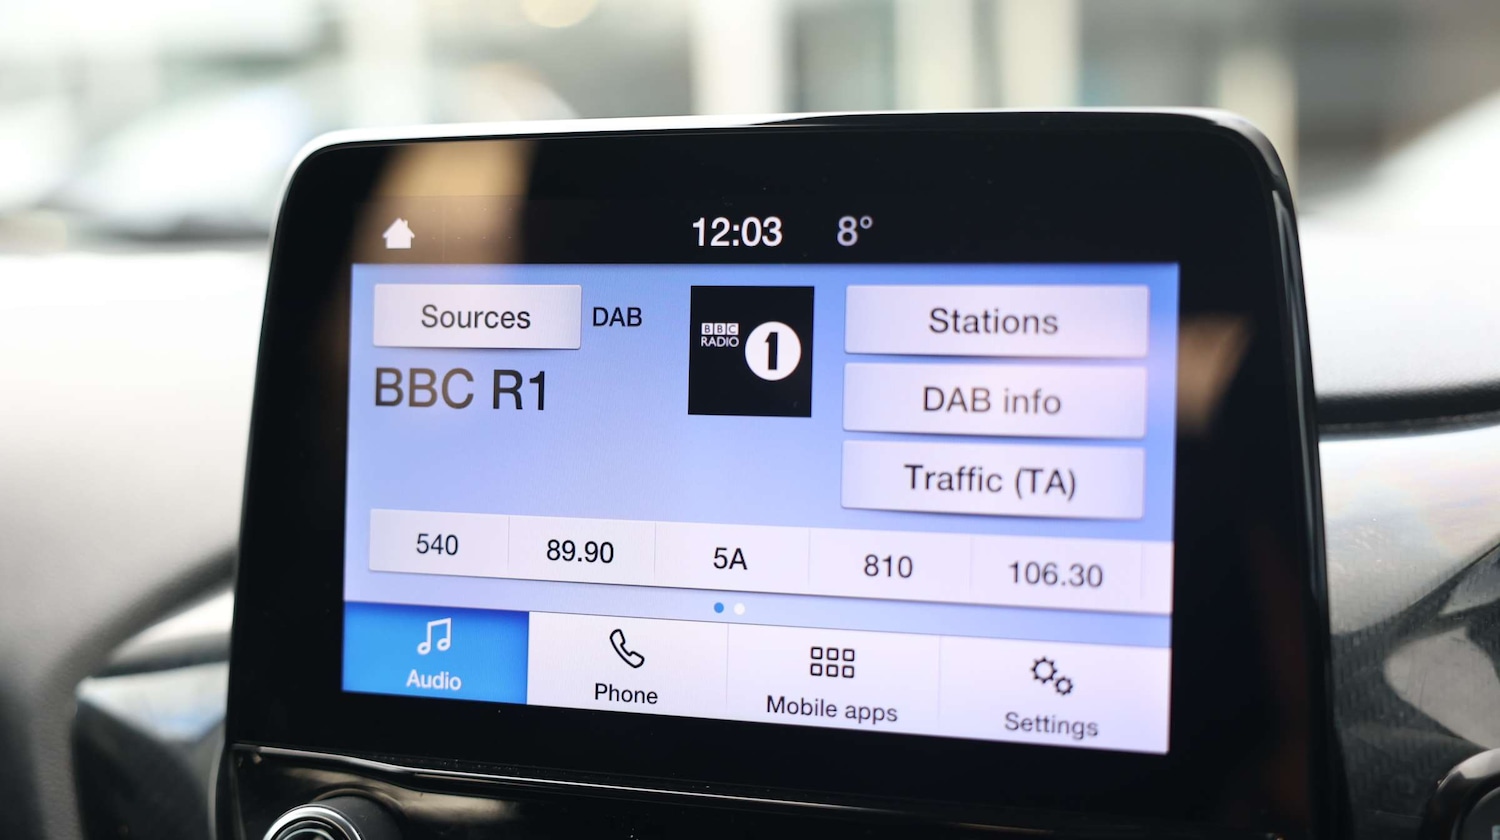 12:03 8°
Sources DAB
BBC R1
BBC
RADIO
1
Stations
DAB info
Traffic (TA)
540 89.90 5A 810 106.30
Audio Phone Mobile apps Settings